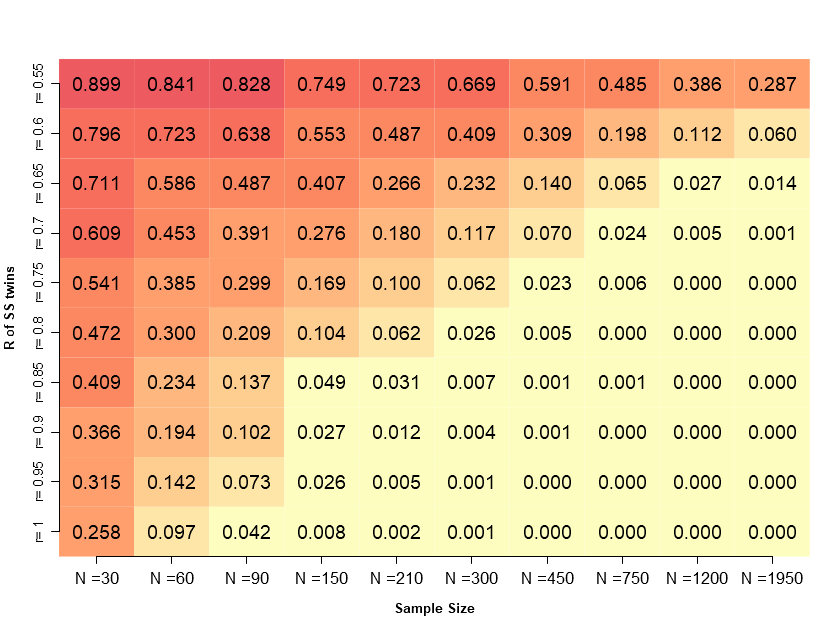 r= 0.55 0.899 0.841 0.828 0.749 0.723 0.669 0.591 0.485 0.386 0.287
r= 0.6 0.796 0.723 0.638 0.553 0.487 0.409 0.309 0.198 0.112 0.060
r= 0.65 0.711 0.586 0.487 0.407 0.266 0.232 0.140 0.065 0.027 0.014
r= 0.7 0.609 0.453 0.391 0.276 0.180 0.117 0.070 0.024 0.005 0.001
r= 0.75 0.541 0.385 0.299 0.169 0.100 0.062 0.023 0.006 0.000 0.000
r= 0.8 0.472 0.300 0.209 0.104 0.062 0.026 0.005 0.000 0.000 0.000
r= 0.85 0.409 0.234 0.137 0.049 0.031 0.007 0.001 0.001 0.000 0.000
r= 0.9 0.366 0.194 0.102 0.027 0.012 0.004 0.001 0.000 0.000 0.000
r= 0.95 0.315 0.142 0.073 0.026 0.005 0.001 0.000 0.000 0.000 0.000
r= 1 0.258 0.097 0.042 0.008 0.002 0.001 0.000 0.000 0.000 0.000
N =30 N =60 N =90 N =150 N =210 N =300 N =450 N =750 N =1200 N =1950
Sample Size
R of SS twins